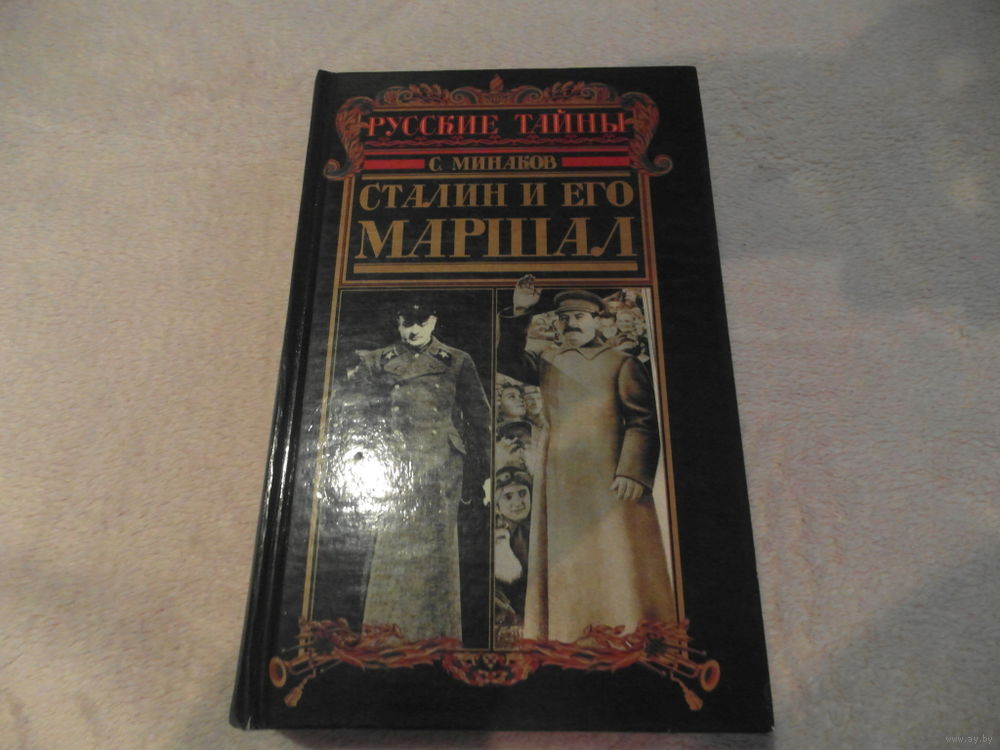 РУССКИЕ ТАЙНЫ
С. МИНАКОВ
СТАЛИН И ЕГО
МАРШАЛ
www.ay.by